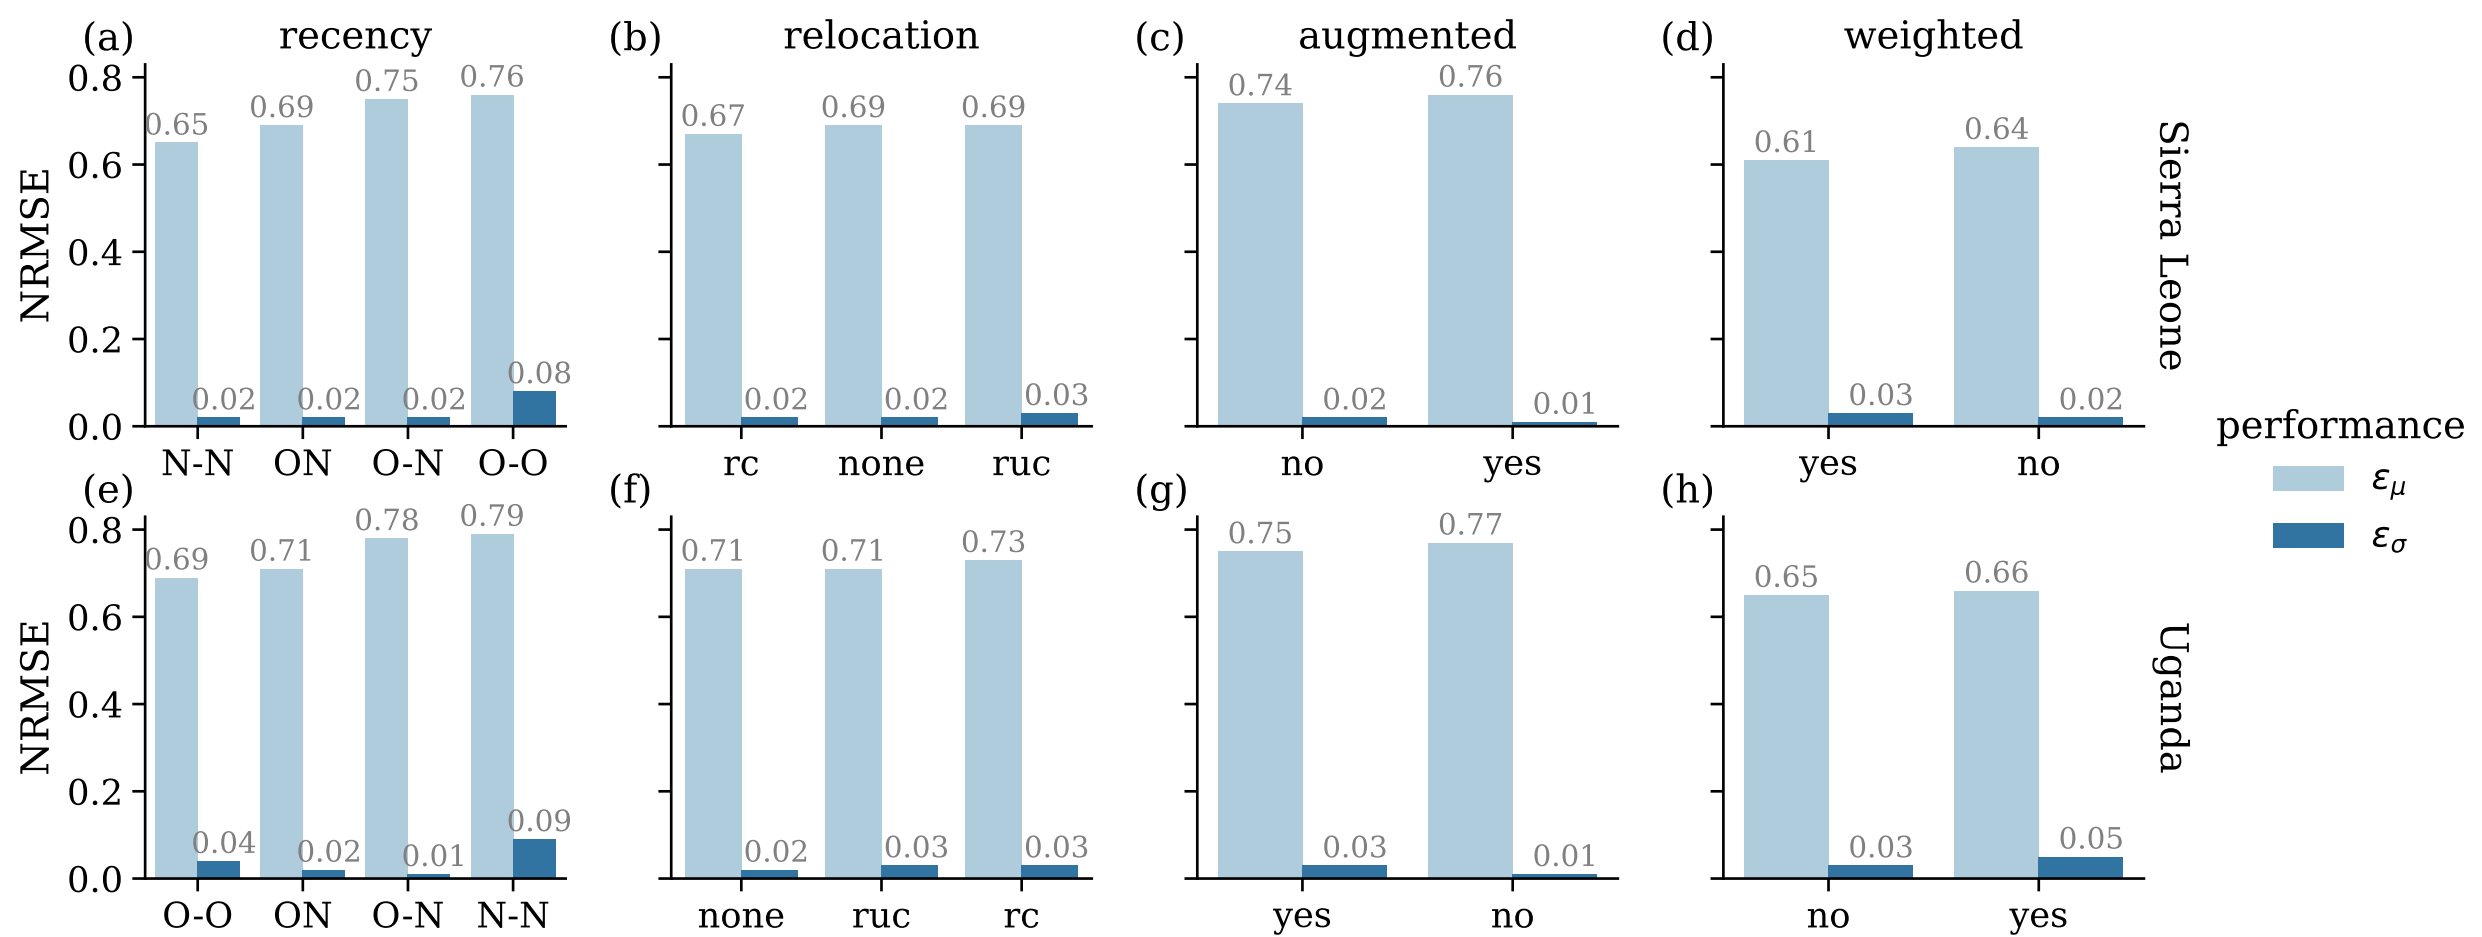 (a) recency
(b) relocation
(c) augmented
(d) weighted
NRMSE
0.8
0.6
0.4
0.2
0.0
0.65 0.02 0.69 0.02 0.75 0.02 0.76 0.08
N-N ON O-N O-O
0.67 0.02 0.69 0.02 0.69 0.03
rc none ruc
0.74 0.02 0.76 0.01
no yes
0.61 0.03 0.64 0.02
yes no
Sierra Leone
(e)
(f)
(g)
(h)
NRMSE
0.8
0.6
0.4
0.2
0.0
0.69 0.04 0.71 0.02 0.78 0.01 0.79 0.09
O-O ON O-N N-N
0.71 0.02 0.71 0.03 0.73 0.03
none ruc rc
0.75 0.03 0.77 0.01
yes no
0.65 0.03 0.66 0.05
no yes
Uganda
performance
εμ
εσ